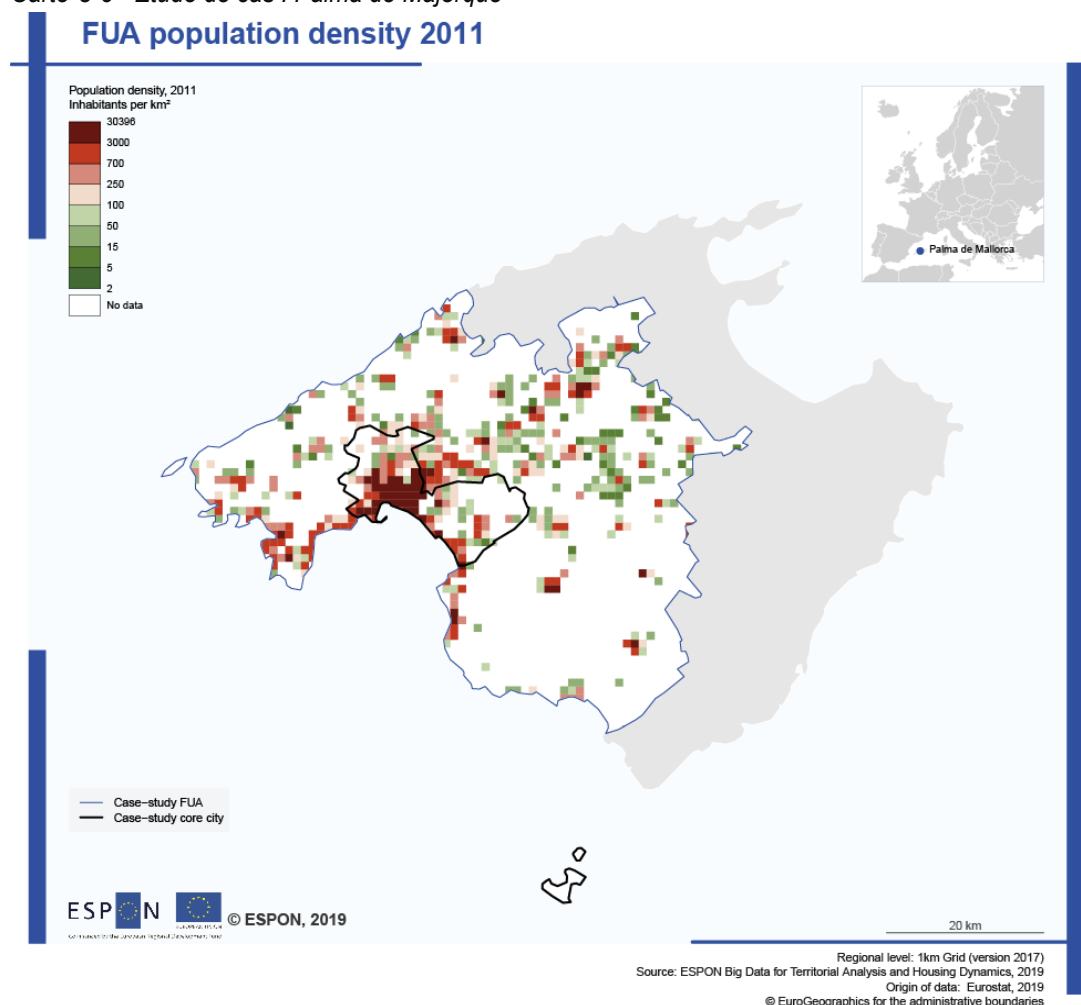 FUA population density 2011
Population density, 2011
Inhabitants per km²
30396
3000
700
250
100
50
15
5
2
No data
Palma de Mallorca
Case−study FUA
Case−study core city
ESPON
© ESPON, 2019
20 km
Regional level: 1km Grid (version 2017)
Source: ESPON Big Data for Territorial Analysis and Housing Dynamics, 2019
Origin of data: Eurostat, 2019
© EuroGeographics for the administrative boundaries